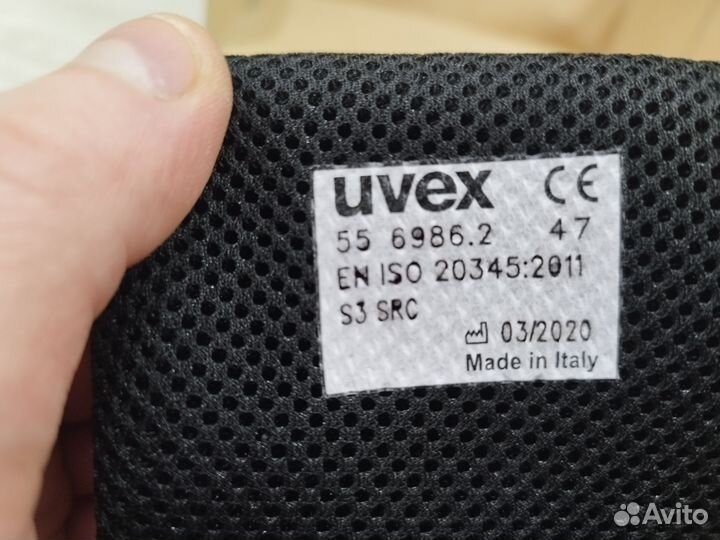 uvex CE
55 6986.2 47
EN ISO 20345:2011
S3 SRC
03/2020
Made in Italy
Avito